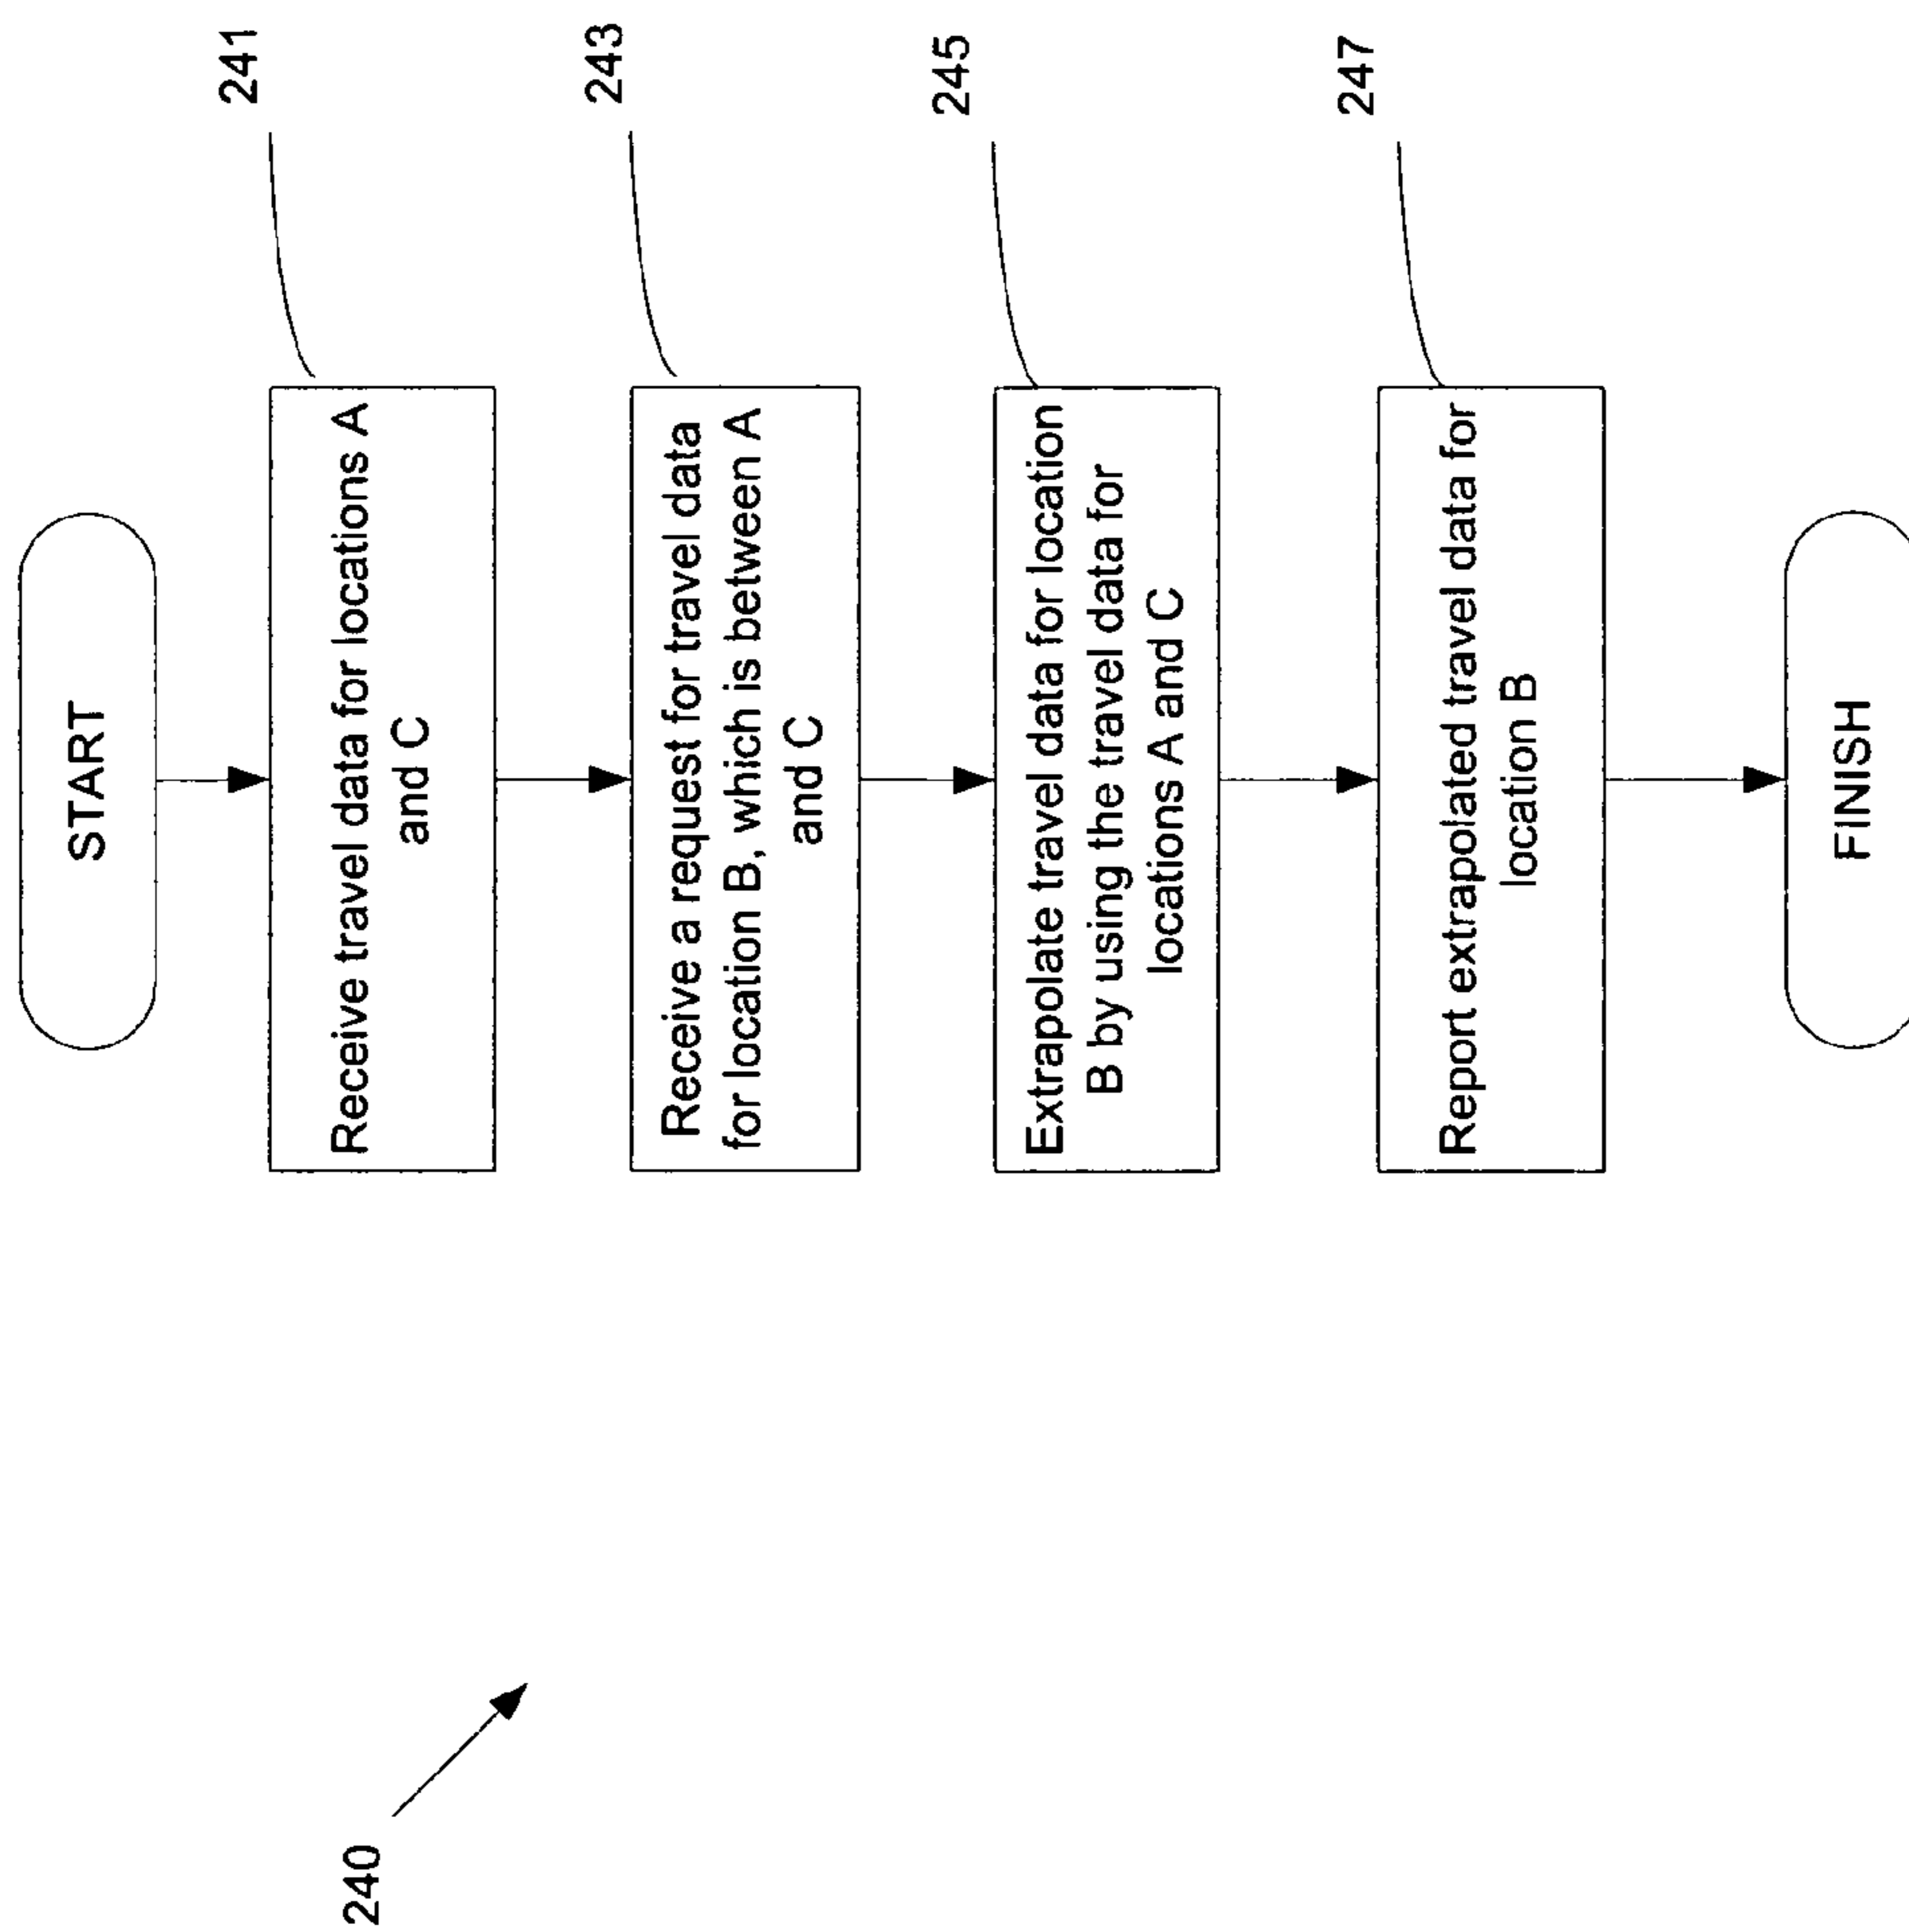 240
START
Receive travel data for locations A
and C
241
Receive a request for travel data
for location B, which is between A
and C
243
Extrapolate travel data for location
B by using the travel data for
locations A and C
245
Report extrapolated travel data for
location B
247
FINISH